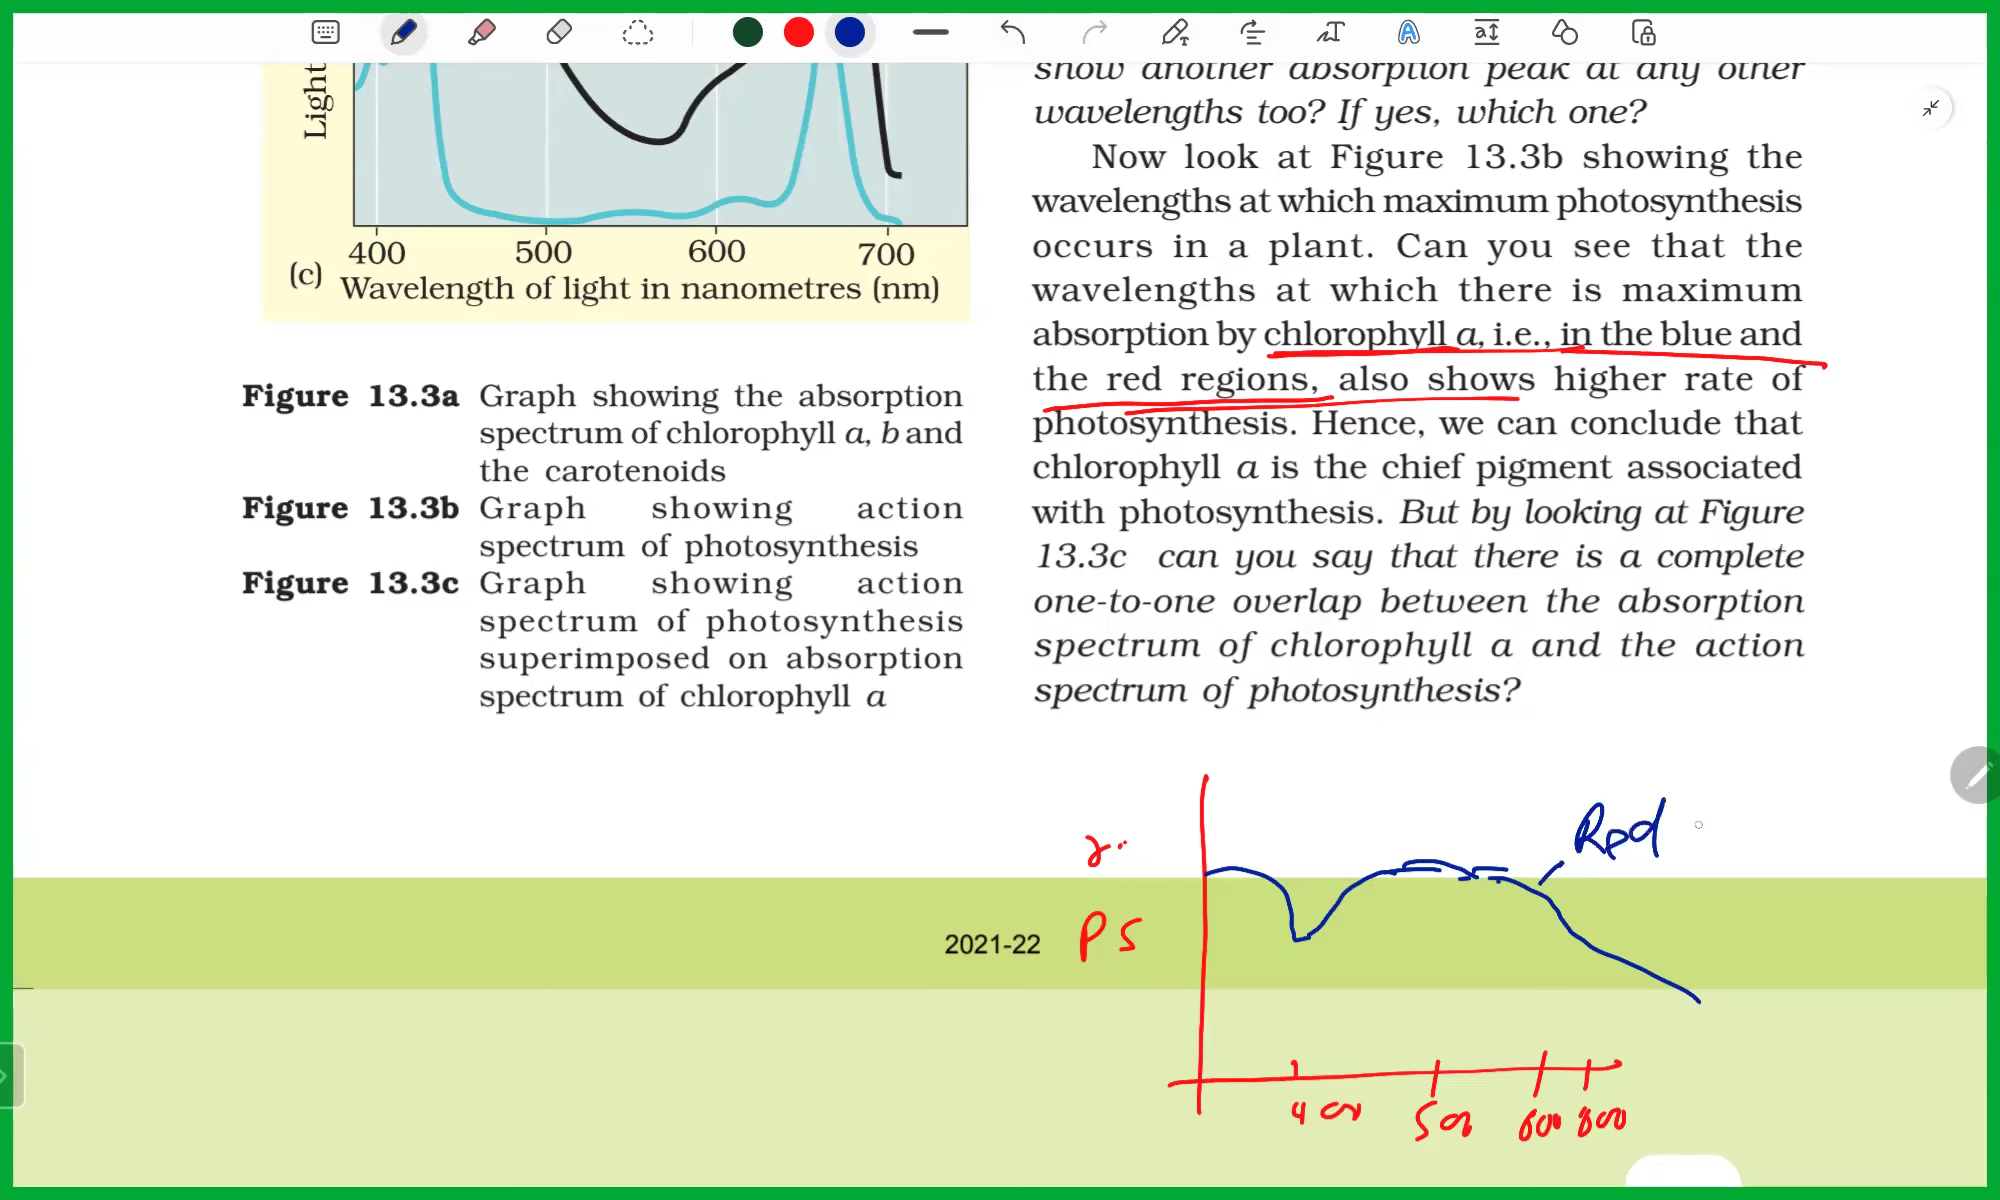 Light
400 500 600 700
(c) Wavelength of light in nanometres (nm)
Figure 13.3a Graph showing the absorption
spectrum of chlorophyll a, b and
the carotenoids
Figure 13.3b Graph showing action
spectrum of photosynthesis
Figure 13.3c Graph showing action
spectrum of photosynthesis
superimposed on absorption
spectrum of chlorophyll a
show another absorption peak at any other
wavelengths too? If yes, which one?
Now look at Figure 13.3b showing the
wavelengths at which maximum photosynthesis
occurs in a plant. Can you see that the
wavelengths at which there is maximum
absorption by chlorophyll a, i.e., in the blue and
the red regions, also shows higher rate of
photosynthesis. Hence, we can conclude that
chlorophyll a is the chief pigment associated
with photosynthesis. But by looking at Figure
13.3c can you say that there is a complete
one-to-one overlap between the absorption
spectrum of chlorophyll a and the action
spectrum of photosynthesis?
Red
PS
2021-22
400 500